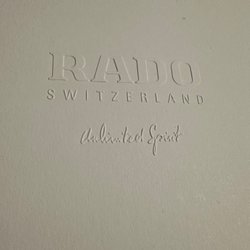 RADO
SWITZERLAND
Unlimited Spirit